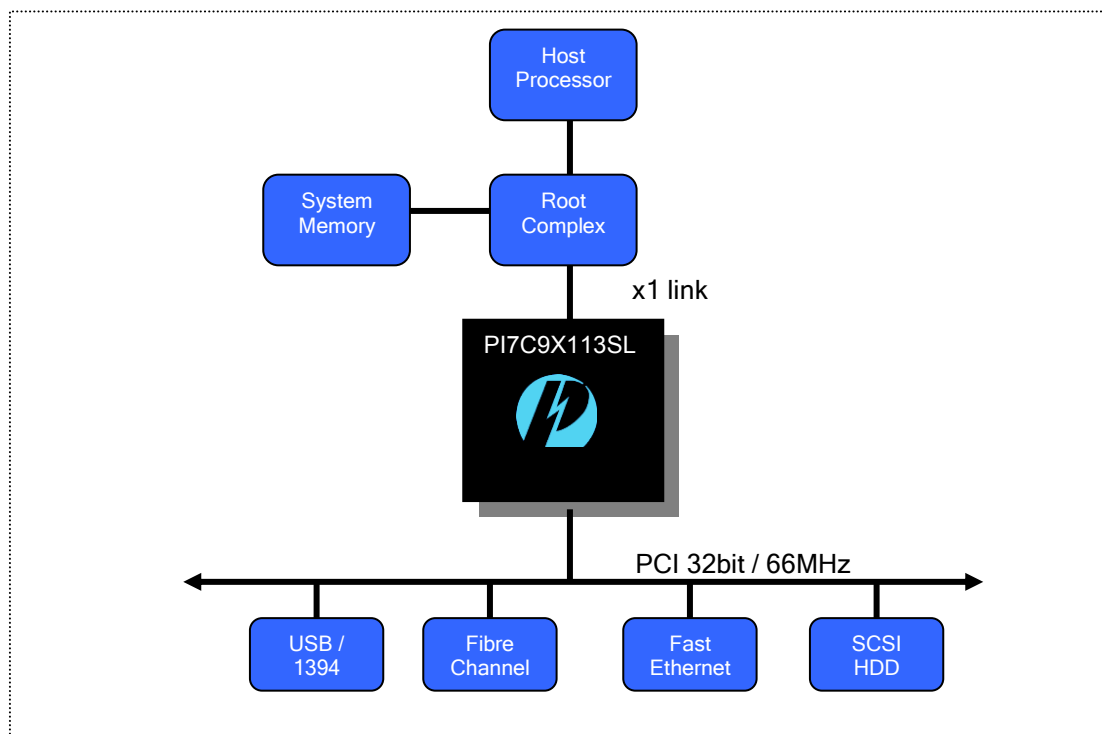 Host
Processor
System
Memory
Root
Complex
x1 link
PI7C9X113SL
PCI 32bit / 66MHz
USB /
1394
Fibre
Channel
Fast
Ethernet
SCSI
HDD